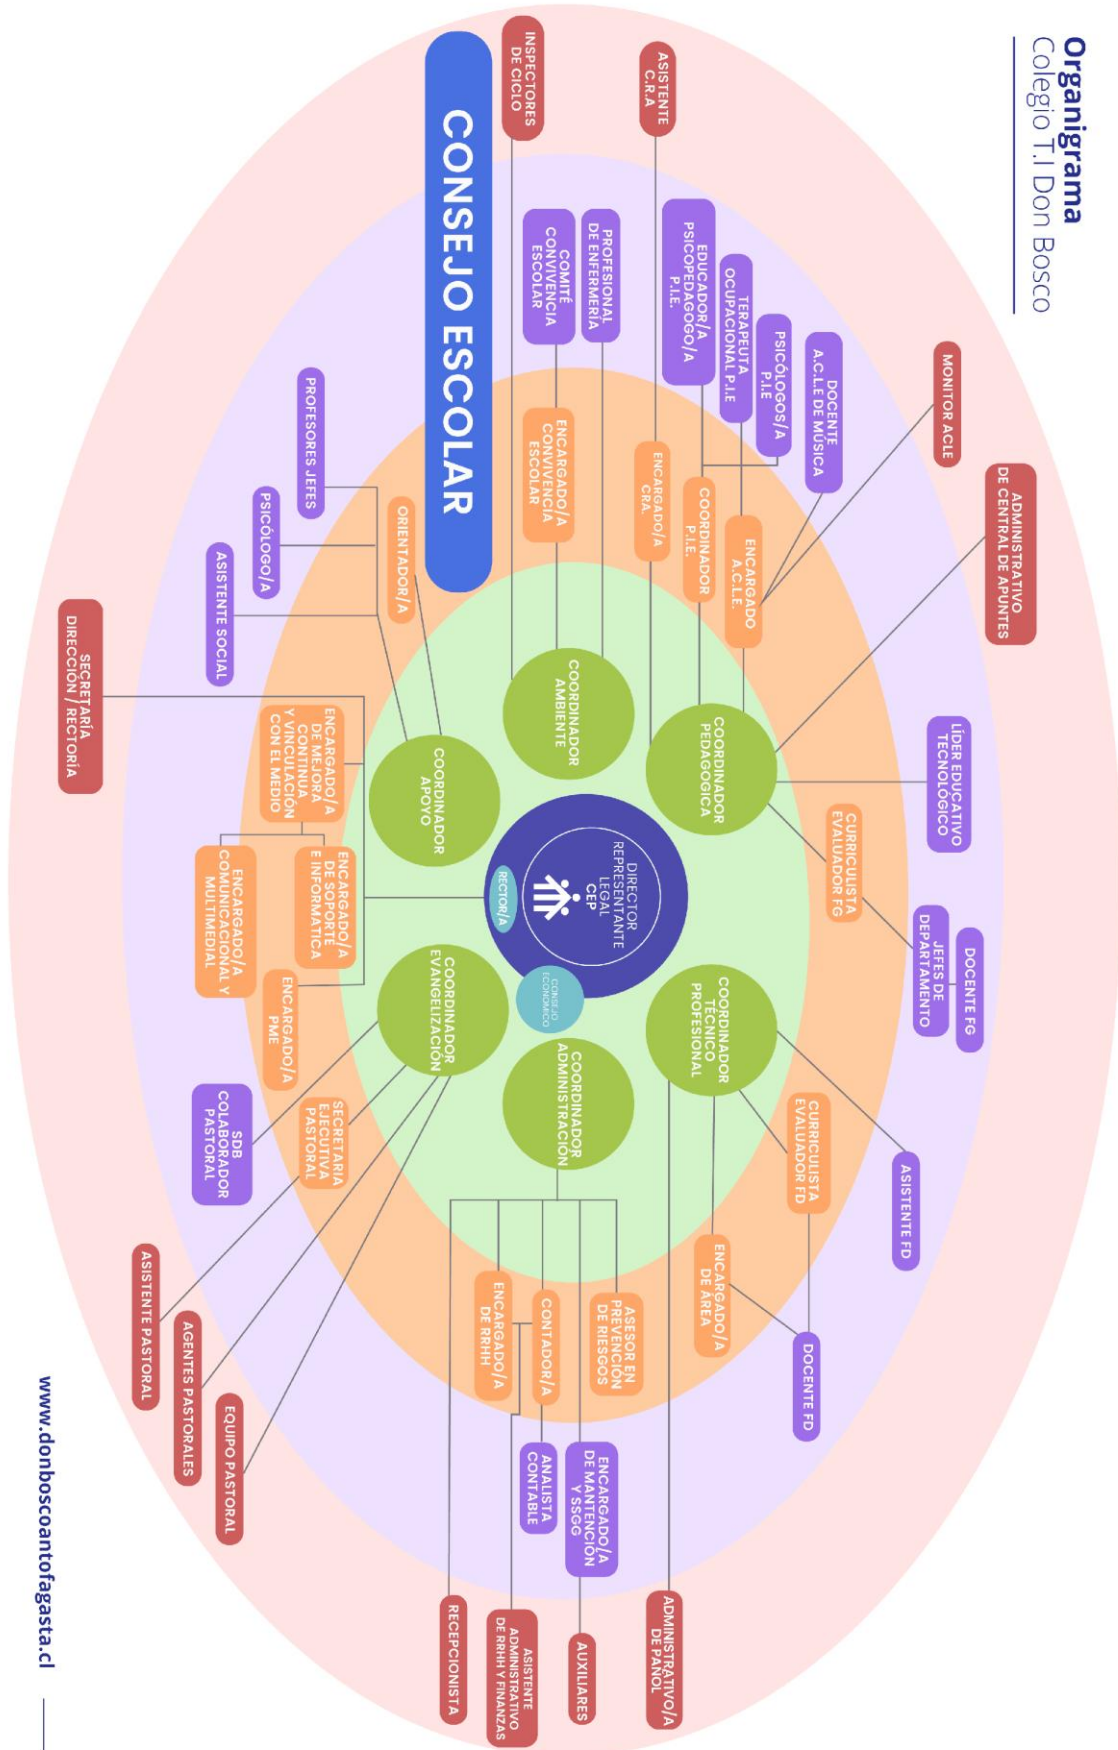 Organigrama
Colegio T.I Don Bosco
ADMINISTRATIVO
DE CENTRAL DE APUNTES
MONITOR ACLE
LÍDER EDUCATIVO
TECNOLÓGICO
DOCENTE FG
JEFES DE
DEPARTAMENTO
ASISTENTE FD
DOCENTE
A.C.L.E DE MÚSICA
CURRICULISTA
EVALUADOR FG
CURRICULISTA
EVALUADOR FD
DOCENTE FD
PSICÓLOGOS/A
P.I.E
TERAPEUTA
OCUPACIONAL P.I.E
EDUCADOR/A
PSICOPEDAGOGO/A
P.I.E.
ENCARGADO
A.C.L.E.
COORDINADOR
P.I.E.
ENCARGADO/A
CRA.
ASISTENTE
C.R.A
COORDINADOR
PEDAGOGICA
COORDINADOR
TÉCNICO
PROFESIONAL
ENCARGADO/A
DE ÁREA
ADMINISTRATIVO/A
DE PAÑOL
PROFESIONAL
DE ENFERMERÍA
COMITÉ
CONVIVENCIA
ESCOLAR
ENCARGADO/A
CONVIVENCIA
ESCOLAR
INSPECTORES
DE CICLO
COORDINADOR
AMBIENTE
DIRECTOR
REPRESENTANTE
LEGAL
CEP
RECTOR/A
CONSEJO
ECONÓMICO
COORDINADOR
ADMINISTRACIÓN
ASESOR EN
PREVENCIÓN
DE RIESGOS
ENCARGADO/A
DE MANTENCIÓN
Y SSGG
AUXILIARES
CONTADOR/A
ANALISTA
CONTABLE
ENCARGADO/A
DE RRHH
ASISTENTE
ADMINISTRATIVO
DE RRHH Y FINANZAS
RECEPCIONISTA
CONSEJO ESCOLAR
COORDINADOR
APOYO
COORDINADOR
EVANGELIZACIÓN
ORIENTADOR/A
PROFESORES JEFES
PSICÓLOGO/A
ASISTENTE SOCIAL
ENCARGADO/A
DE MEJORA
CONTINUA
Y VINCULACIÓN
CON EL MEDIO
ENCARGADO/A
DE SOPORTE
E INFORMATICA
ENCARGADO/A
COMUNICACIONAL Y
MULTIMEDIAL
ENCARGADO/A
PME
SECRETARIA
EJECUTIVA
PASTORAL
SDB
COLABORADOR
PASTORAL
EQUIPO PASTORAL
AGENTES PASTORALES
ASISTENTE PASTORAL
SECRETARÍA
DIRECCIÓN / RECTORÍA
www.donboscoantofagasta.cl